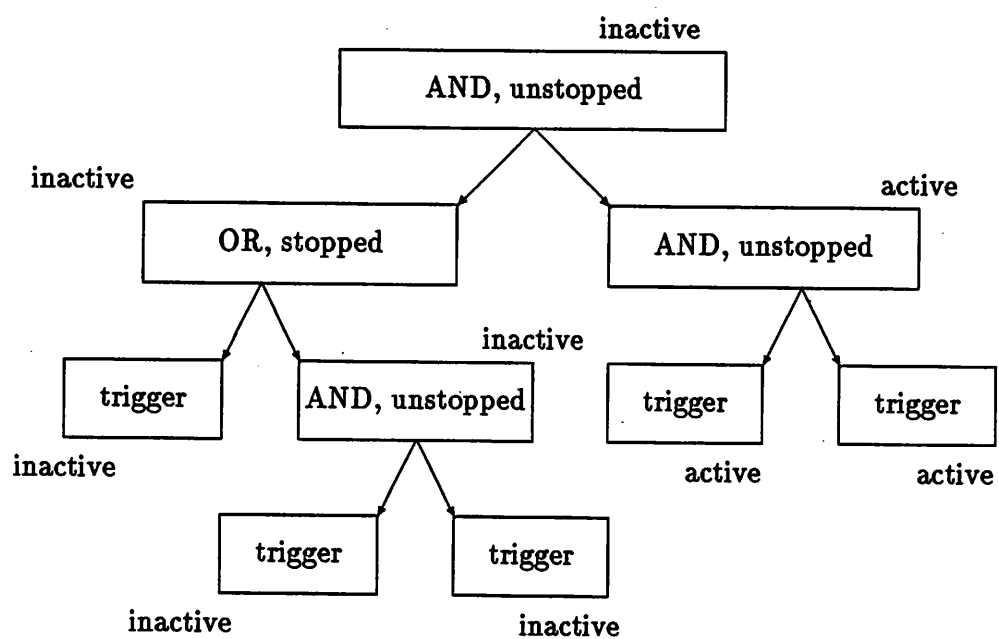 inactive
AND, unstopped
inactive
active
OR, stopped
AND, unstopped
inactive
trigger
AND, unstopped
trigger
trigger
inactive
active
active
trigger
trigger
inactive
inactive